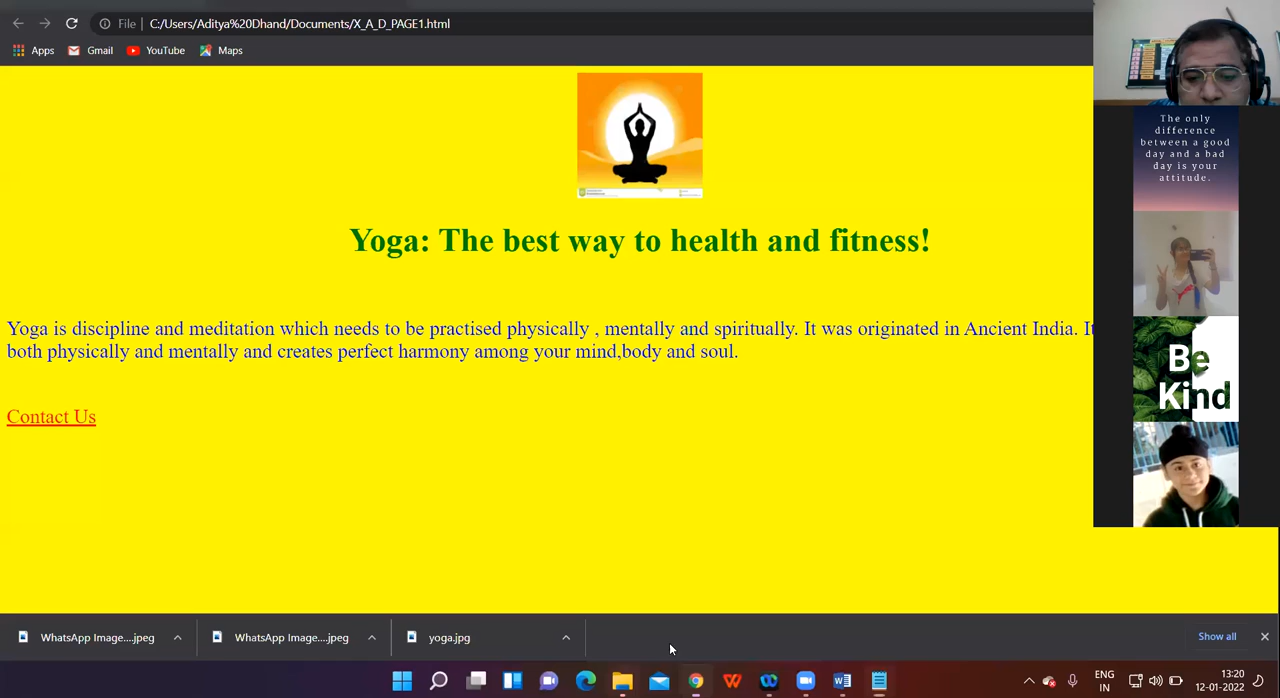 File
C:/Users/Aditya%20Dhand/Documents/X_A_D_PAGE1.html
Apps
Gmail
YouTube
Maps
The only
difference
between a good
day and a bad
day is your
attitude.
Yoga: The best way to health and fitness!
Yoga is discipline and meditation which needs to be practised physically , mentally and spiritually. It was originated in Ancient India. It
both physically and mentally and creates perfect harmony among your mind,body and soul.
Be
Kind
Contact Us
WhatsApp Image....jpeg
WhatsApp Image....jpeg
yoga.jpg
Show all
ENG
IN
13:20
12-01-2022